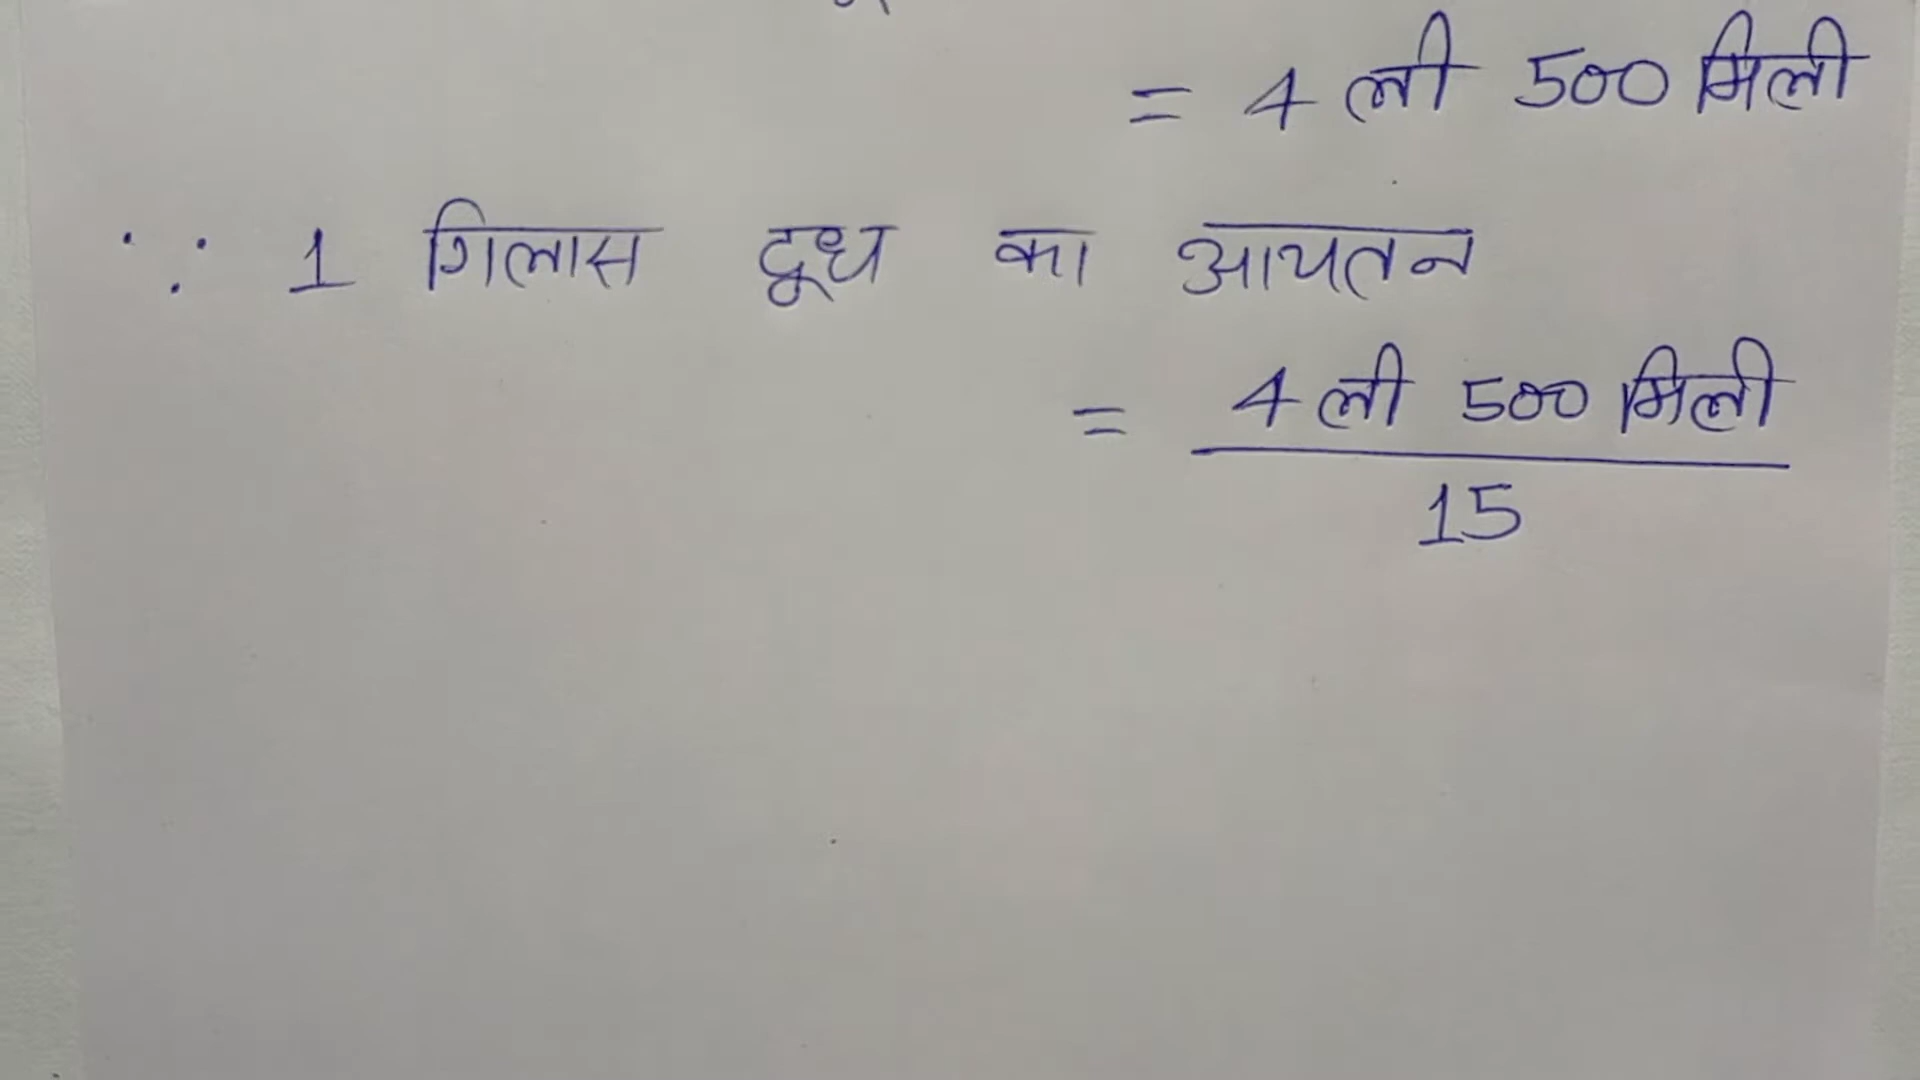 = 4 ली 500 मिली
∵ 1 गिलास दूध का आयतन
= 4 ली 500 मिली
15